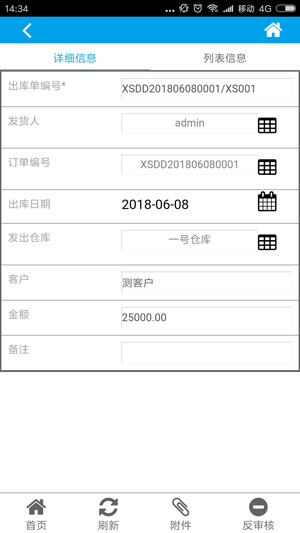 14:34
移动 4G
详细信息
列表信息
出库单编号*
XSDD201806080001/XS001
发货人
admin
订单编号
XSDD201806080001
出库日期
2018-06-08
发出仓库
一号仓库
客户
测客户
金额
25000.00
备注
首页
刷新
附件
反审核